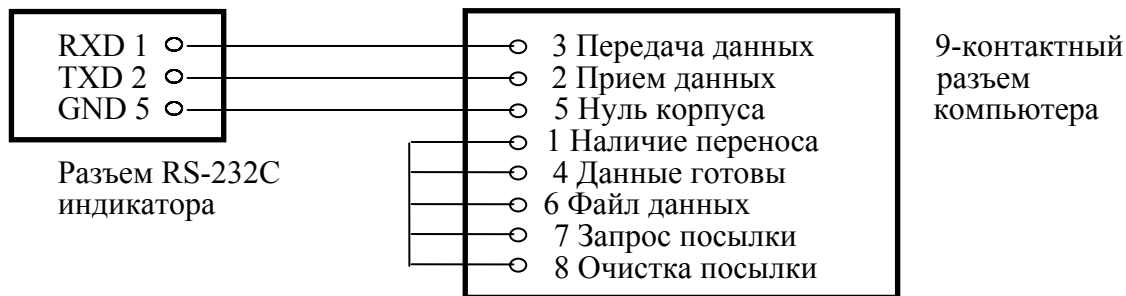 RXD 1
TXD 2
GND 5
Разъем RS-232C
индикатора
3 Передача данных
2 Прием данных
5 Нуль корпуса
1 Наличие переноса
4 Данные готовы
6 Файл данных
7 Запрос посылки
8 Очистка посылки
9-контактный
разъем
компьютера